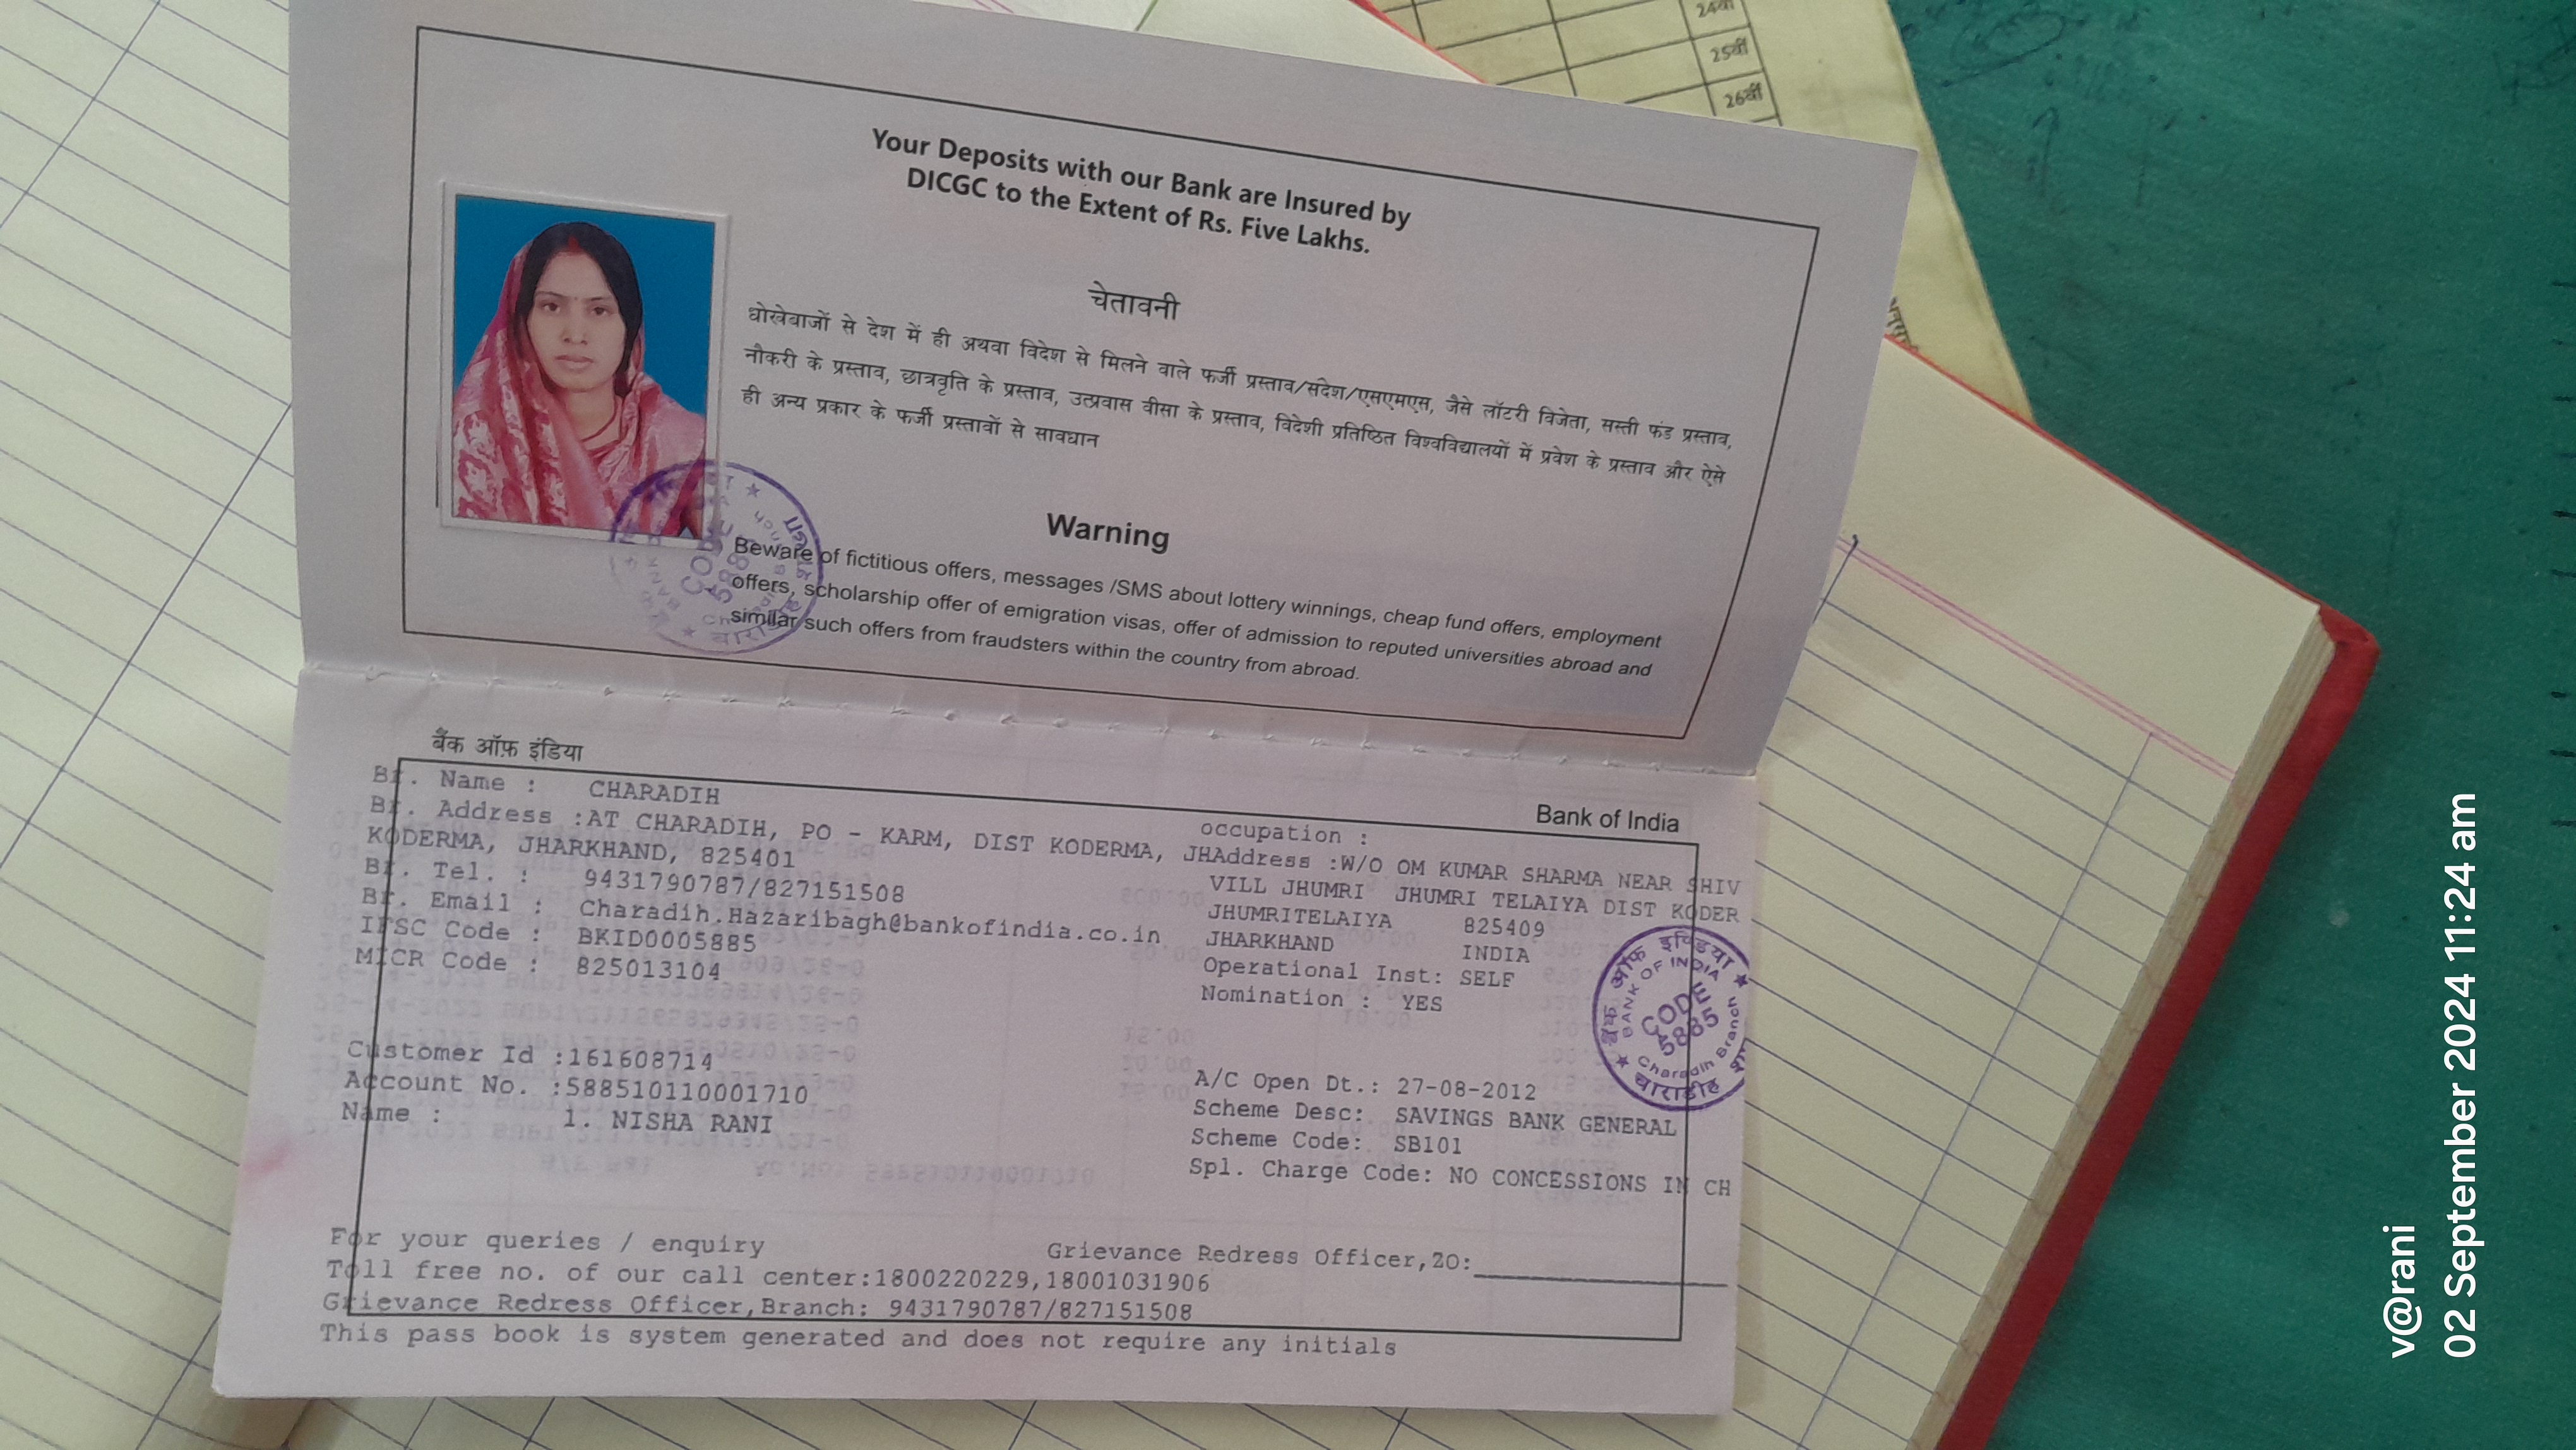 24वीं
25वीं
26वीं
Your Deposits with our Bank are Insured by
DICGC to the Extent of Rs. Five Lakhs.
चेतावनी
धोखेबाजों से देश में ही अथवा विदेश से मिलने वाले फर्जी प्रस्ताव/संदेश/एसएमएस, जैसे लॉटरी विजेता, सस्ती फंड प्रस्ताव,
नौकरी के प्रस्ताव, छात्रवृति के प्रस्ताव, उत्प्रवास वीसा के प्रस्ताव, विदेशी प्रतिष्ठित विश्वविद्यालयों में प्रवेश के प्रस्ताव और ऐसे
ही अन्य प्रकार के फर्जी प्रस्तावों से सावधान
Warning
Beware of fictitious offers, messages /SMS about lottery winnings, cheap fund offers, employment
offers, scholarship offer of emigration visas, offer of admission to reputed universities abroad and
similar such offers from fraudsters within the country from abroad.
बैंक ऑफ़ इंडिया
Bank of India
Br. Name : CHARADIH
Br. Address :AT CHARADIH, PO - KARM, DIST KODERMA, JH
KODERMA, JHARKHAND, 825401
Br. Tel. : 9431790787/827151508
Br. Email : Charadih.Hazaribagh@bankofindia.co.in
IFSC Code : BKID0005885
MICR Code : 825013104
occupation :
Address :W/O OM KUMAR SHARMA NEAR SHIV
VILL JHUMRI JHUMRI TELAIYA DIST KODER
JHUMRITELAIYA 825409
JHARKHAND INDIA
Operational Inst: SELF
Nomination : YES
बैंक ऑफ इण्डिया
BANK OF INDIA
CODE
5885
Charadih Branch
चाराडीह
Customer Id :161608714
Account No. :588510110001710
Name : 1. NISHA RANI
A/C Open Dt.: 27-08-2012
Scheme Desc: SAVINGS BANK GENERAL
Scheme Code: SB101
Spl. Charge Code: NO CONCESSIONS IN CH
For your queries / enquiry
Grievance Redress Officer,ZO:
Toll free no. of our call center:1800220229,18001031906
Grievance Redress Officer,Branch: 9431790787/827151508
This pass book is system generated and does not require any initials
v@rani
02 September 2024 11:24 am